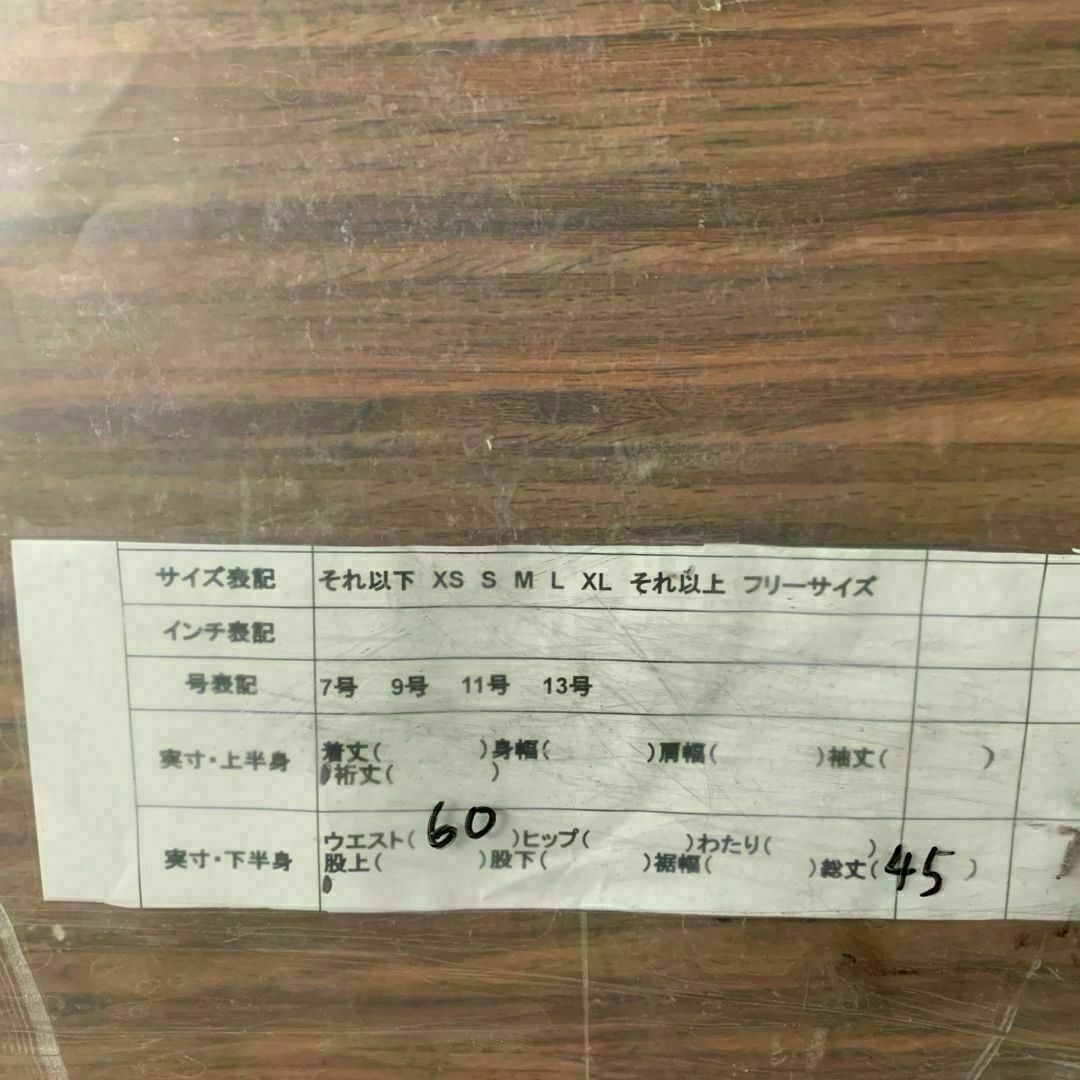 サイズ表記 それ以下 XS S M L XL それ以上 フリーサイズ
インチ表記
号表記 7号 9号 11号 13号
実寸・上半身 着丈( )身幅( )肩幅( )袖丈( )
裄丈( )
実寸・下半身 ウエスト( 60 )ヒップ( )わたり( )
股上( )股下( )裾幅( )総丈( 45 )